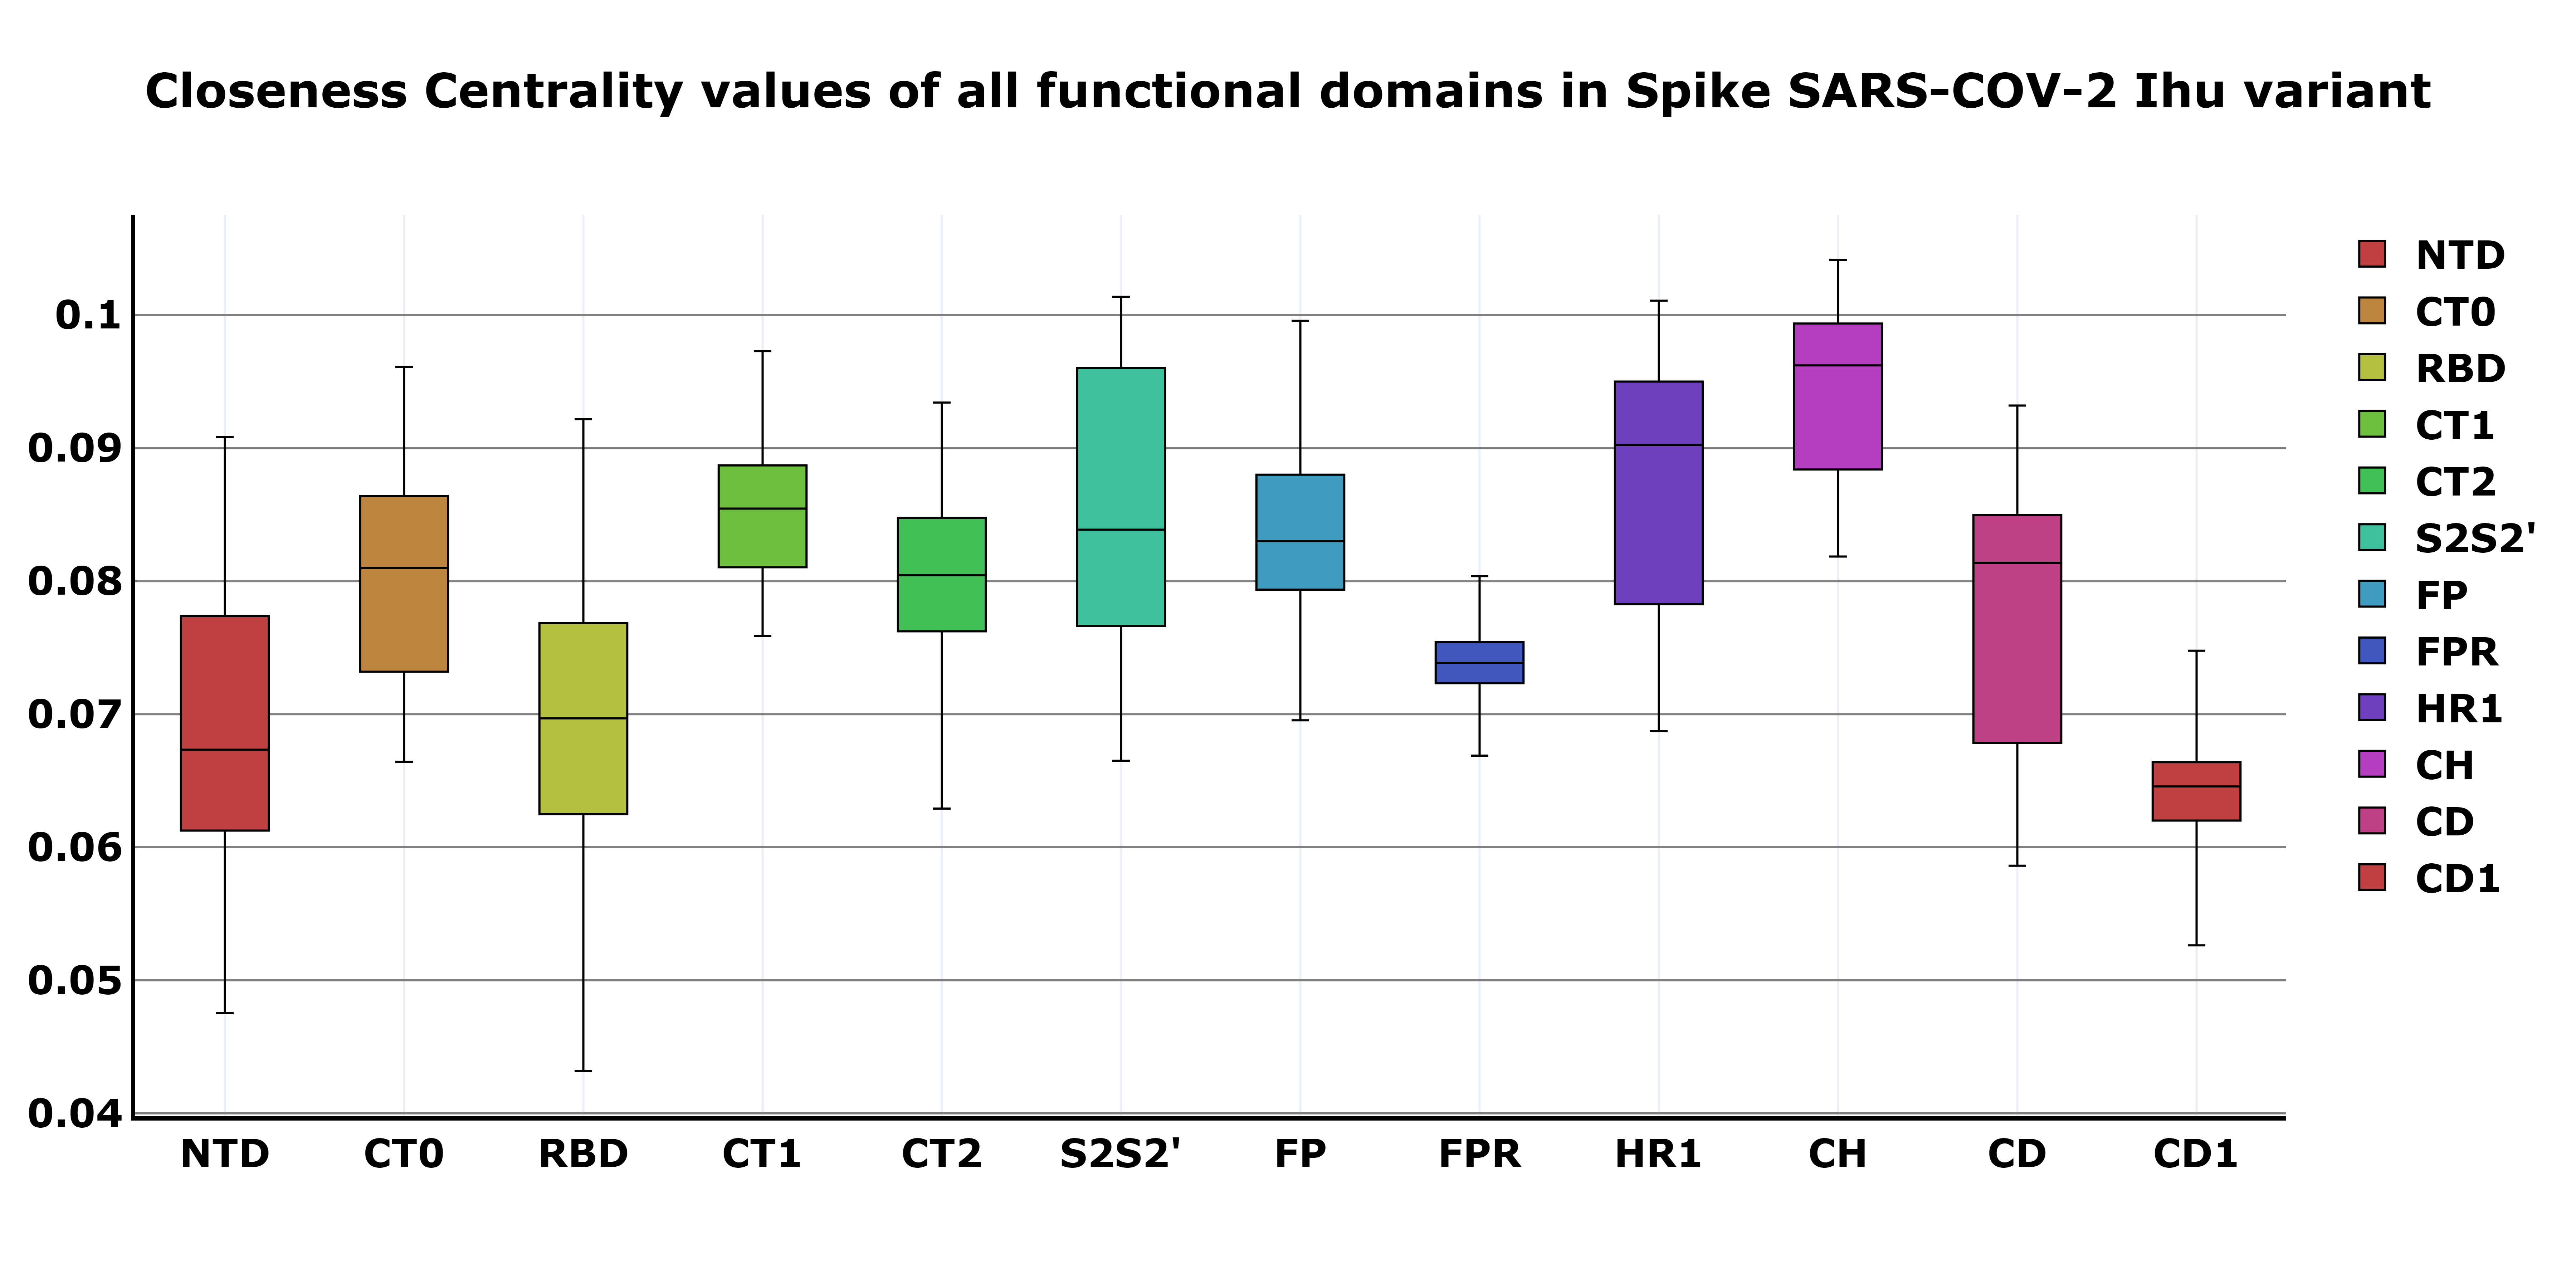 Closeness Centrality values of all functional domains in Spike SARS-COV-2 Ihu variant
0.1
0.09
0.08
0.07
0.06
0.05
0.04
NTD CT0 RBD CT1 CT2 S2S2' FP FPR HR1 CH CD CD1
NTD
CT0
RBD
CT1
CT2
S2S2'
FP
FPR
HR1
CH
CD
CD1